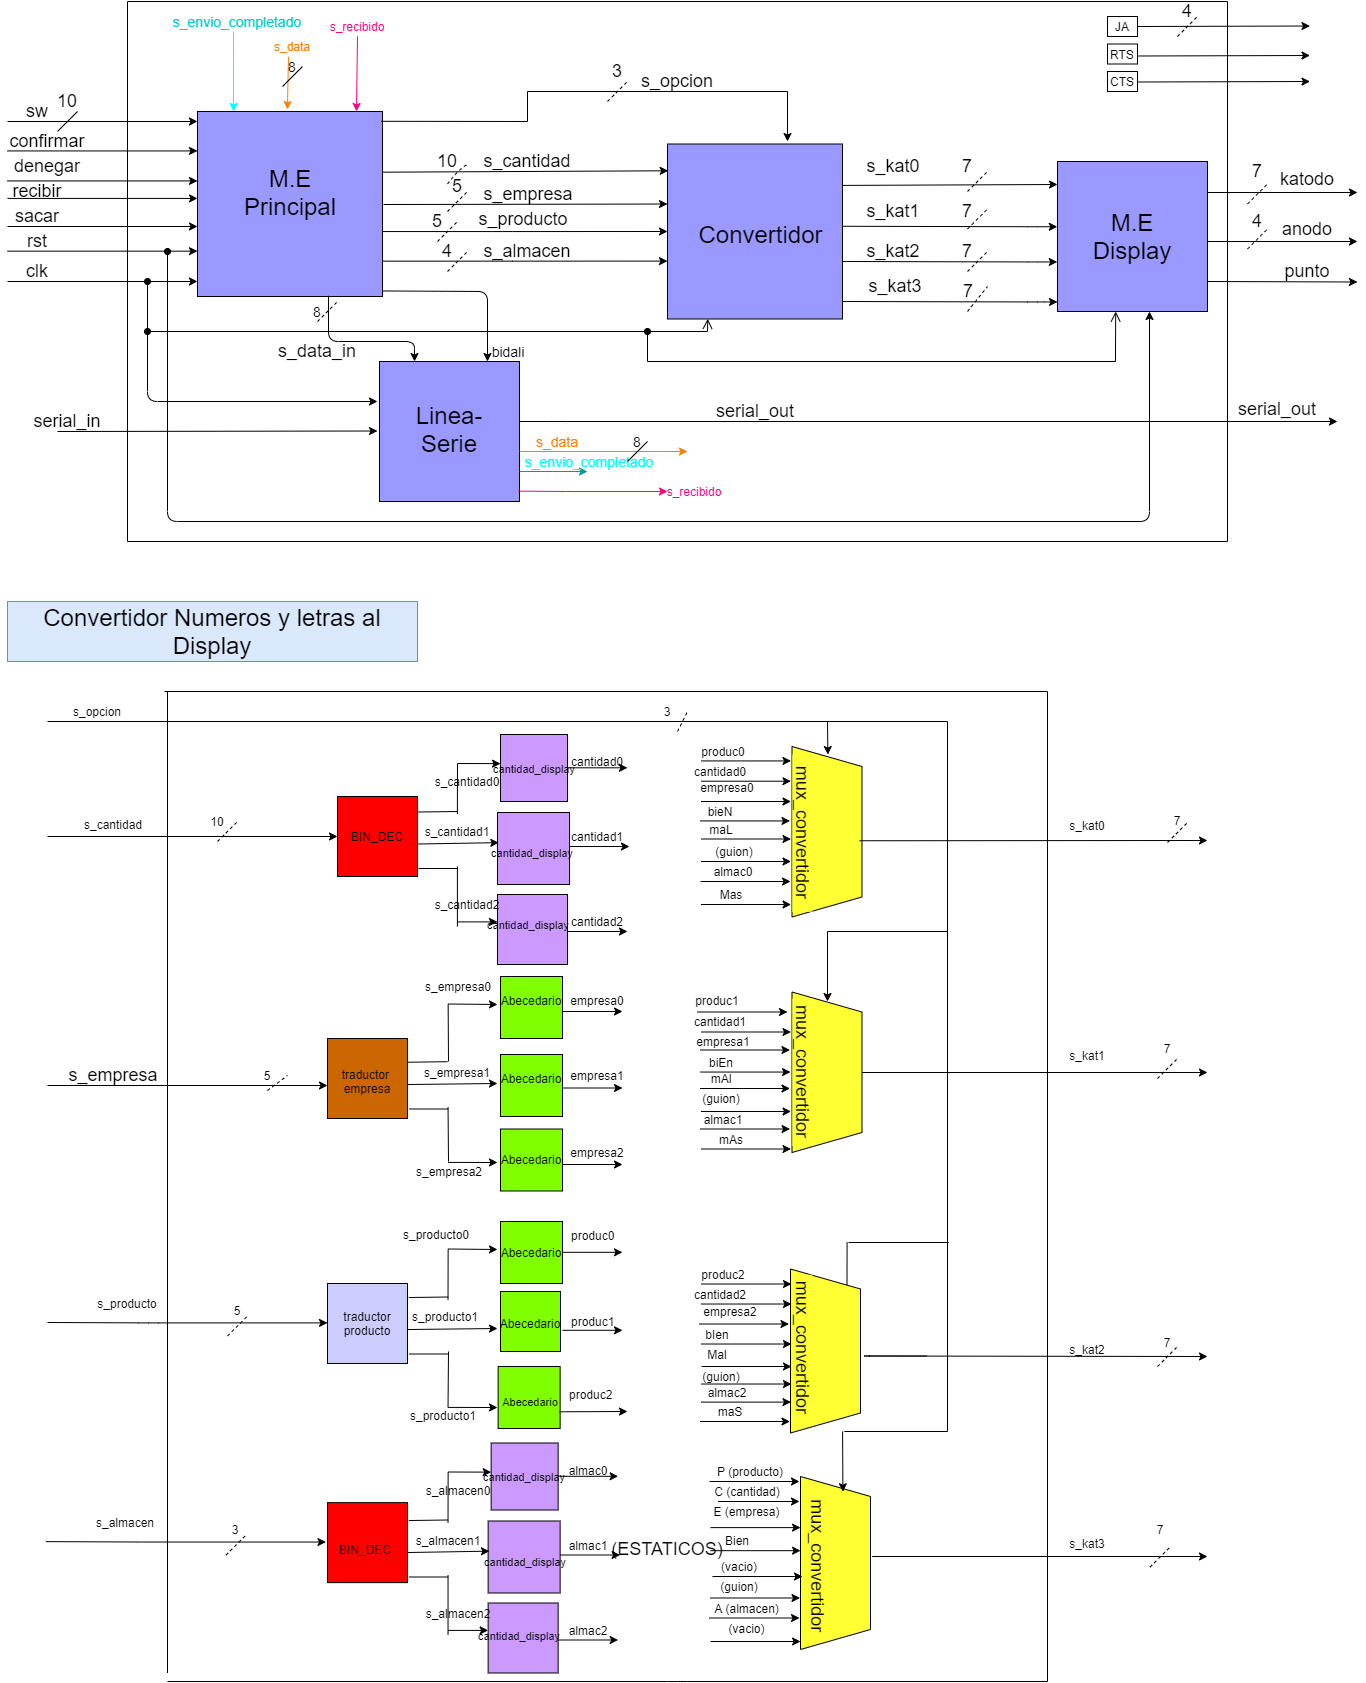 s_envio_completado
s_data
8
s_recibido
JA
4
RTS
CTS
sw
10
confirmar
denegar
recibir
sacar
rst
clk
M.E
Principal
3
s_opcion
10
s_cantidad
5
s_empresa
5
s_producto
4
s_almacen
Convertidor
s_kat0
7
s_kat1
7
s_kat2
7
s_kat3
7
M.E
Display
7
katodo
4
anodo
punto
8
s_data_in
bidali
serial_in
Linea-
Serie
serial_out
serial_out
s_data
8
s_envio_completado
s_recibido
Convertidor Numeros y letras al
Display
s_opcion
3
s_cantidad
10
BIN_DEC
s_cantidad0
cantidad_display
cantidad0
s_cantidad1
cantidad_display
cantidad1
s_cantidad2
cantidad_display
cantidad2
produc0
cantidad0
empresa0
bieN
maL
(guion)
almac0
Mas
mux_convertidor
s_kat0
7
s_empresa
5
traductor
empresa
s_empresa0
Abecedario
empresa0
s_empresa1
Abecedario
empresa1
s_empresa2
Abecedario
empresa2
produc1
cantidad1
empresa1
biEn
mAl
(guion)
almac1
mAs
mux_convertidor
s_kat1
7
s_producto
5
traductor
producto
s_producto0
Abecedario
produc0
s_producto1
Abecedario
produc1
s_producto1
Abecedario
produc2
produc2
cantidad2
empresa2
bIen
Mal
(guion)
almac2
maS
mux_convertidor
s_kat2
7
s_almacen
3
BIN_DEC
s_almacen0
cantidad_display
almac0
s_almacen1
cantidad_display
almac1
s_almacen2
cantidad_display
almac2
(ESTATICOS)
P (producto)
C (cantidad)
E (empresa)
Bien
(vacio)
(guion)
A (almacen)
(vacio)
mux_convertidor
s_kat3
7